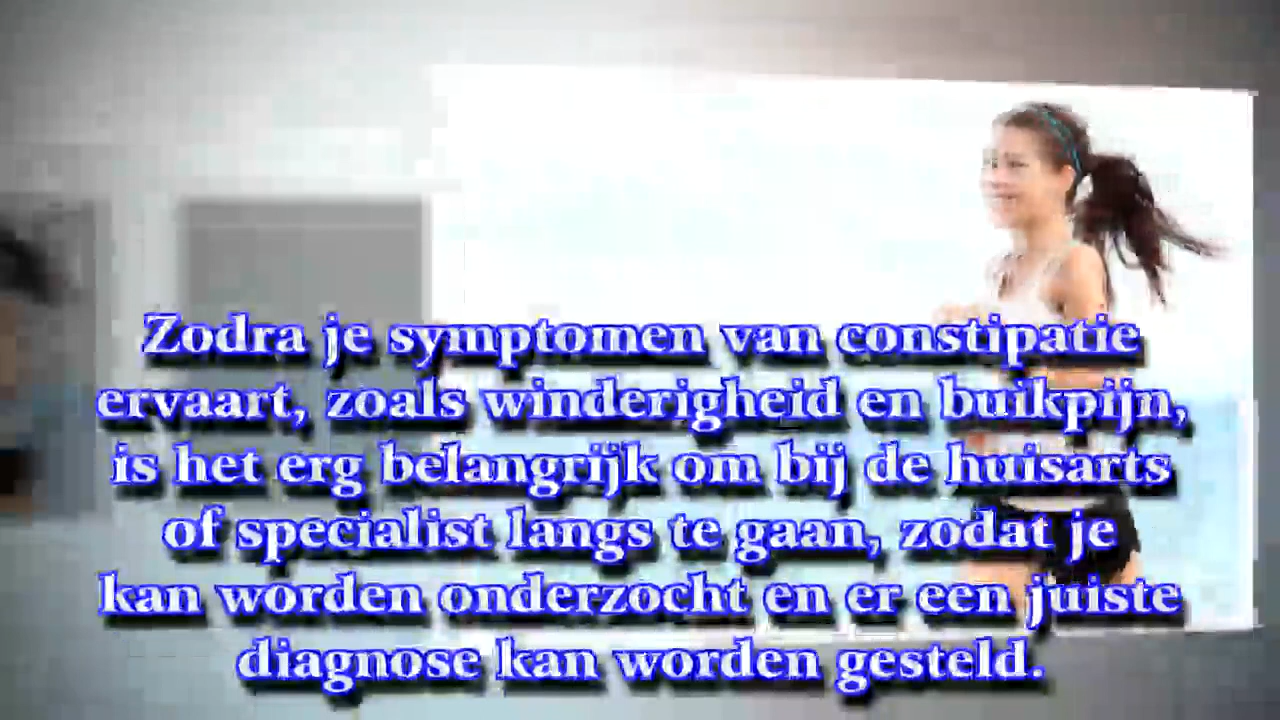 Zodra je symptomen van constipatie
ervaart, zoals winderigheid en buikpijn,
is het erg belangrijk om bij de huisarts
of specialist langs te gaan, zodat je
kan worden onderzocht en er een juiste
diagnose kan worden gesteld.